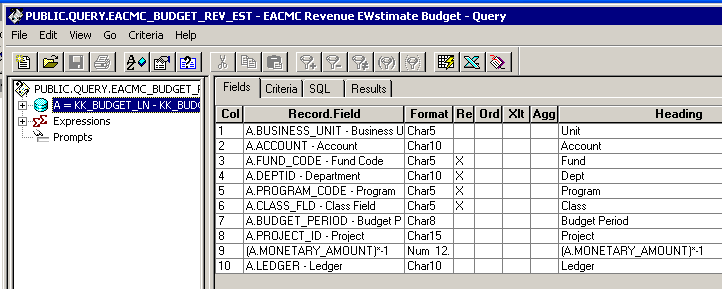 PUBLIC.QUERY.EACMC_BUDGET_REV_EST - EACMC Revenue EWstimate Budget - Query
File Edit View Go Criteria Help
PUBLIC.QUERY.EACMC_BUDGET_R
A = KK_BUDGET_LN - KK_BUDG
Expressions
Prompts
Fields Criteria SQL Results
Col Record.Field Format Re Ord Xlt Agg Heading
1 A.BUSINESS_UNIT - Business U Char5 Unit
2 A.ACCOUNT - Account Char10 Account
3 A.FUND_CODE - Fund Code Char5 X Fund
4 A.DEPTID - Department Char10 X Dept
5 A.PROGRAM_CODE - Program Char5 X Program
6 A.CLASS_FLD - Class Field Char5 X Class
7 A.BUDGET_PERIOD - Budget P Char8 Budget Period
8 A.PROJECT_ID - Project Char15 Project
9 (A.MONETARY_AMOUNT)*-1 Num 12. (A.MONETARY_AMOUNT)*-1
10 A.LEDGER - Ledger Char10 Ledger